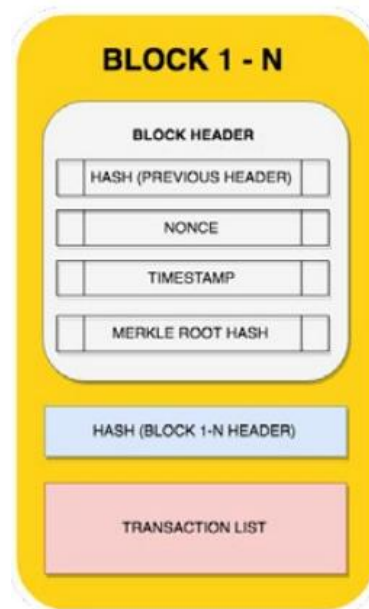 BLOCK 1 - N
BLOCK HEADER
HASH (PREVIOUS HEADER)
NONCE
TIMESTAMP
MERKLE ROOT HASH
HASH (BLOCK 1-N HEADER)
TRANSACTION LIST